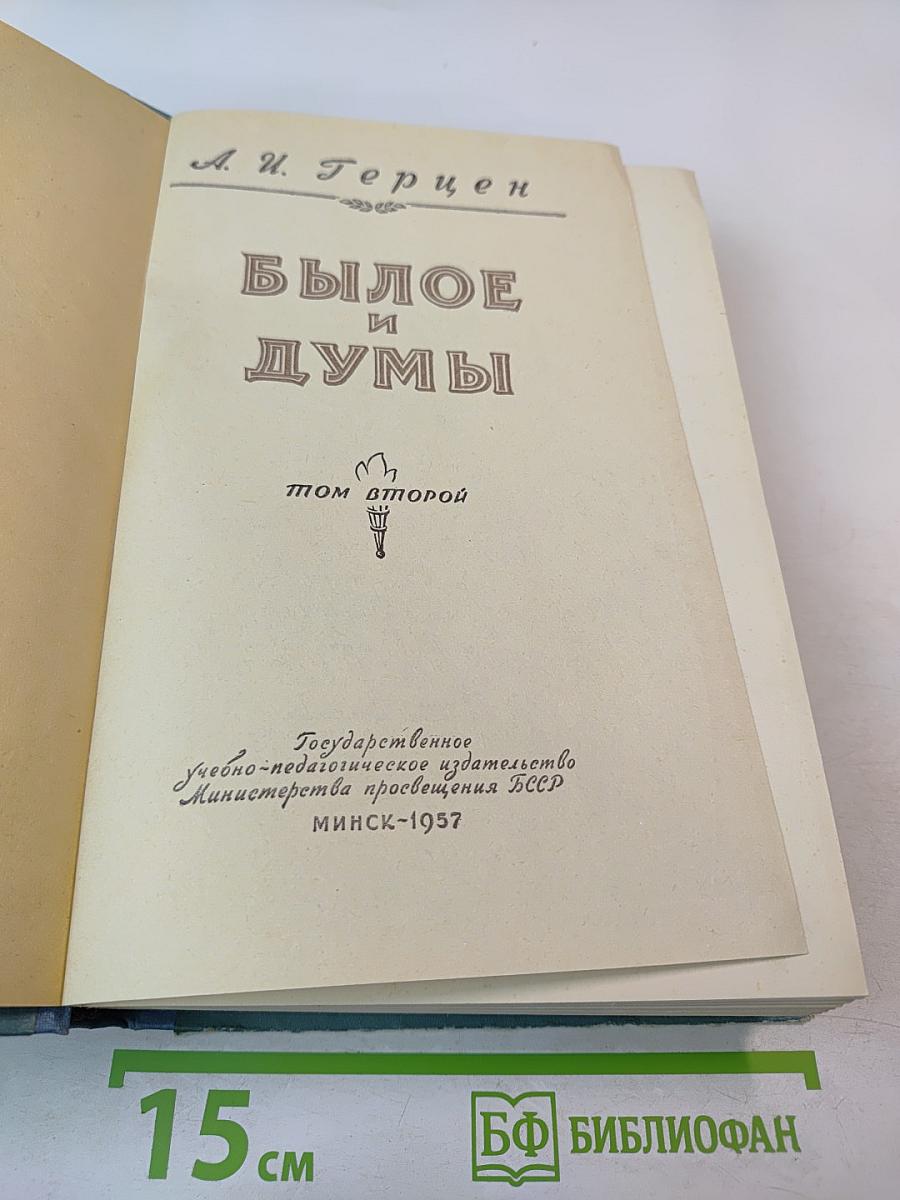 А. И. Герцен
БЫЛОЕ
и
ДУМЫ
том второй
Государственное
учебно-педагогическое издательство
Министерства просвещения БССР
МИНСК-1957
15 см
БФ БИБЛИОФАН